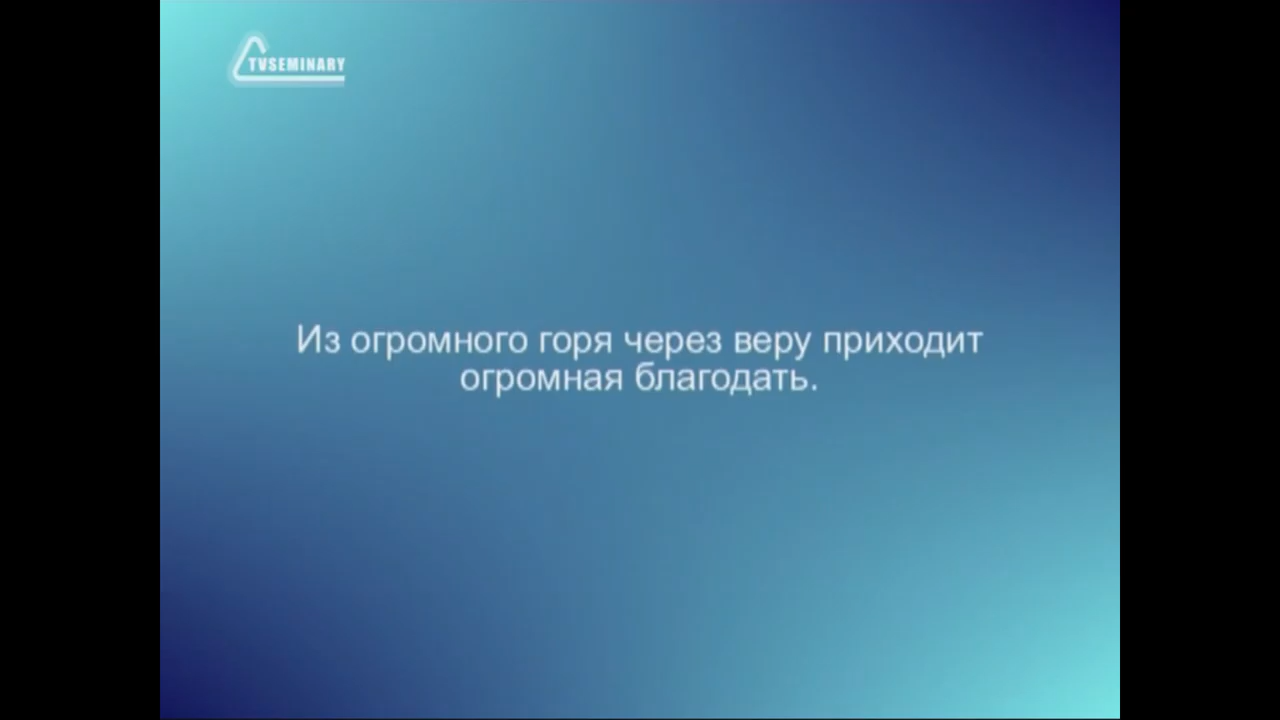 TVSEMINARY
Из огромного горя через веру приходит
огромная благодать.